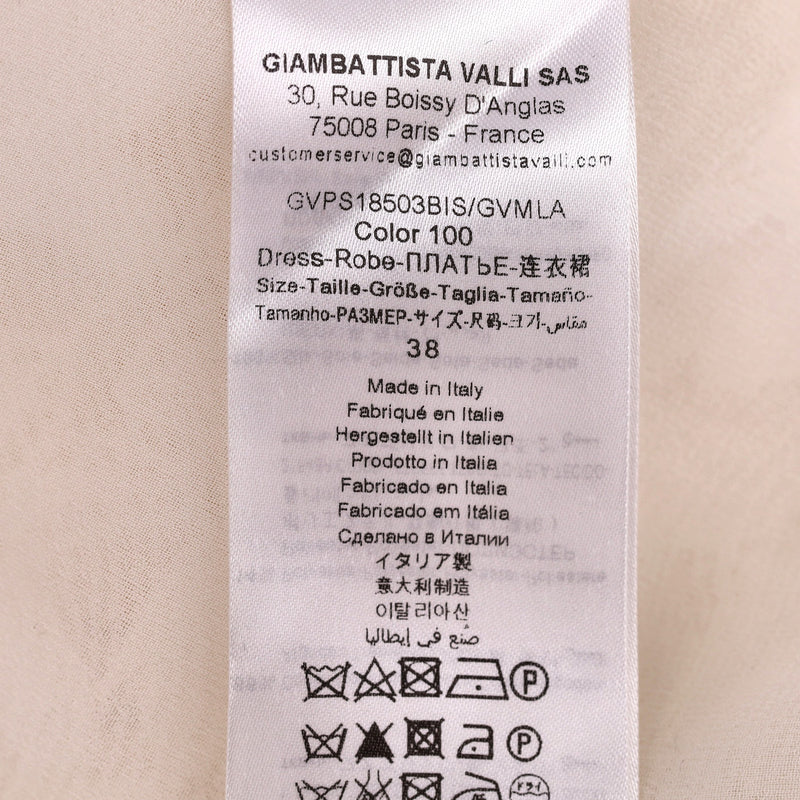 GIAMBATTISTA VALLI SAS
30, Rue Boissy D'Anglas
75008 Paris - France
customerservice@giambattistavalli.com
GVPS18503BIS/GVMLA
Color 100
Dress-Robe-ПЛАТЬЕ-连衣裙
Size-Taille-Größe-Taglia-Tamaño-
Tamanho-РАЗМЕР-サイズ-尺码-크기-مقاس
38
Made in Italy
Fabriqué en Italie
Hergestellt in Italien
Prodotto in Italia
Fabricado en Italia
Fabricado em Itália
Сделано в Италии
イタリア製
意大利制造
이탈리아산
صُنع في إيطاليا
P
P